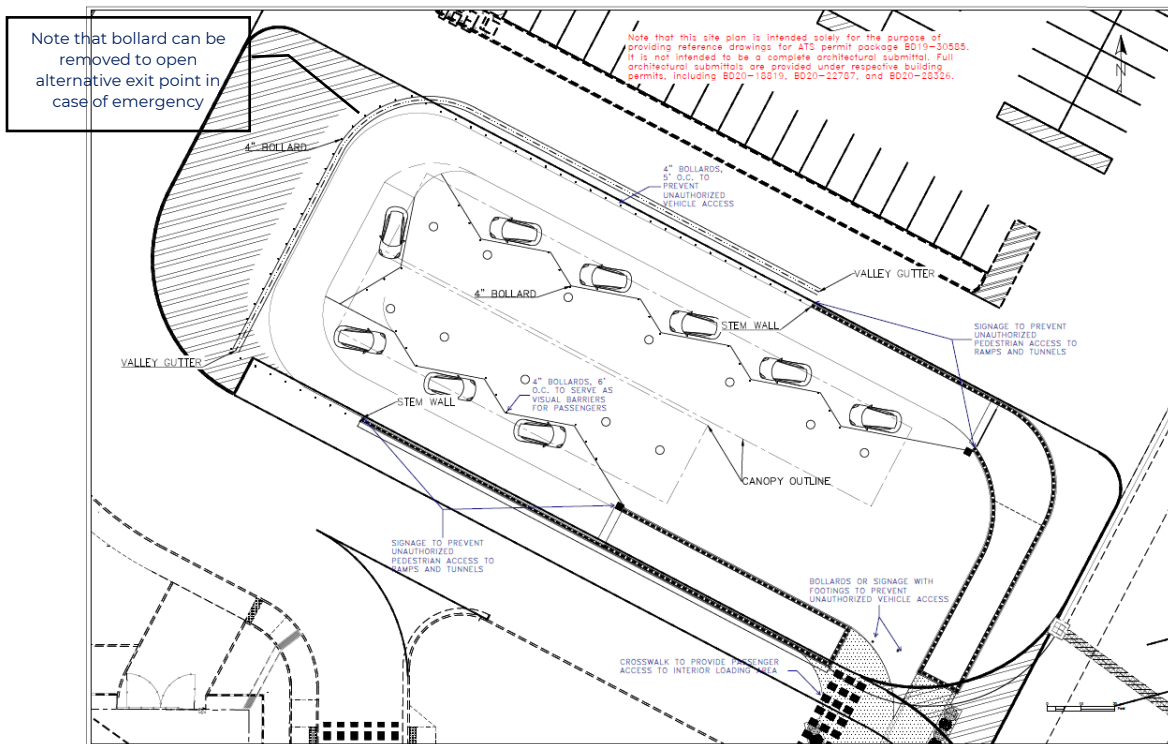 Note that bollard can be
removed to open
alternative exit point in
case of emergency
Note that this site plan is intended solely for the purpose of
providing reference drawings for ATS permit package BD19-30585.
It is not intended to be a complete architectural submittal. Full
architectural submittals are provided under respective building
permits, including BD20-18819, BD20-22787, and BD20-28326.
N
4" BOLLARD
4" BOLLARDS,
5' O.C. TO
PREVENT
UNAUTHORIZED
VEHICLE ACCESS
VALLEY GUTTER
4" BOLLARD
STEM WALL
SIGNAGE TO PREVENT
UNAUTHORIZED
PEDESTRIAN ACCESS TO
RAMPS AND TUNNELS
VALLEY GUTTER
4" BOLLARDS, 6'
O.C. TO SERVE AS
VISUAL BARRIERS
FOR PASSENGERS
STEM WALL
CANOPY OUTLINE
SIGNAGE TO PREVENT
UNAUTHORIZED
PEDESTRIAN ACCESS TO
RAMPS AND TUNNELS
BOLLARDS OR SIGNAGE WITH
FOOTINGS TO PREVENT
UNAUTHORIZED VEHICLE ACCESS
CROSSWALK TO PROVIDE PASSENGER
ACCESS TO INTERIOR LOADING AREA